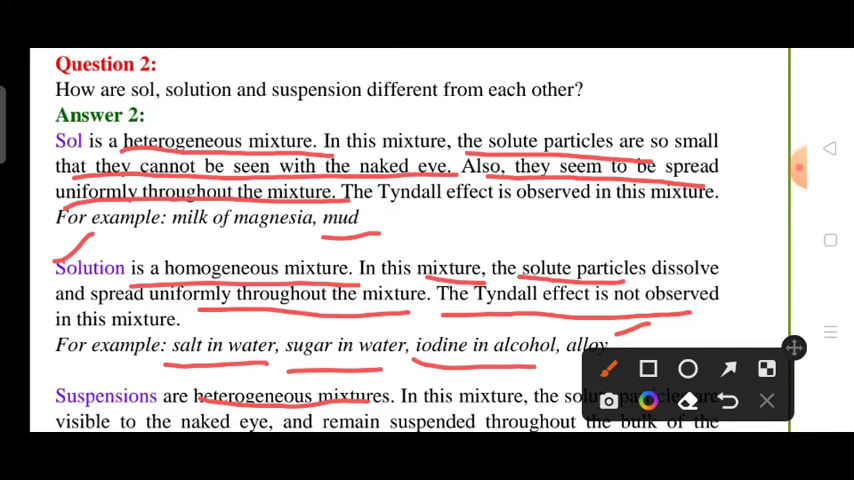 Question 2:
How are sol, solution and suspension different from each other?
Answer 2:
Sol is a heterogeneous mixture. In this mixture, the solute particles are so small
that they cannot be seen with the naked eye. Also, they seem to be spread
uniformly throughout the mixture. The Tyndall effect is observed in this mixture.
For example: milk of magnesia, mud
Solution is a homogeneous mixture. In this mixture, the solute particles dissolve
and spread uniformly throughout the mixture. The Tyndall effect is not observed
in this mixture.
For example: salt in water, sugar in water, iodine in alcohol, alloy
Suspensions are heterogeneous mixtures. In this mixture, the solute particles are
visible to the naked eye, and remain suspended throughout the bulk of the